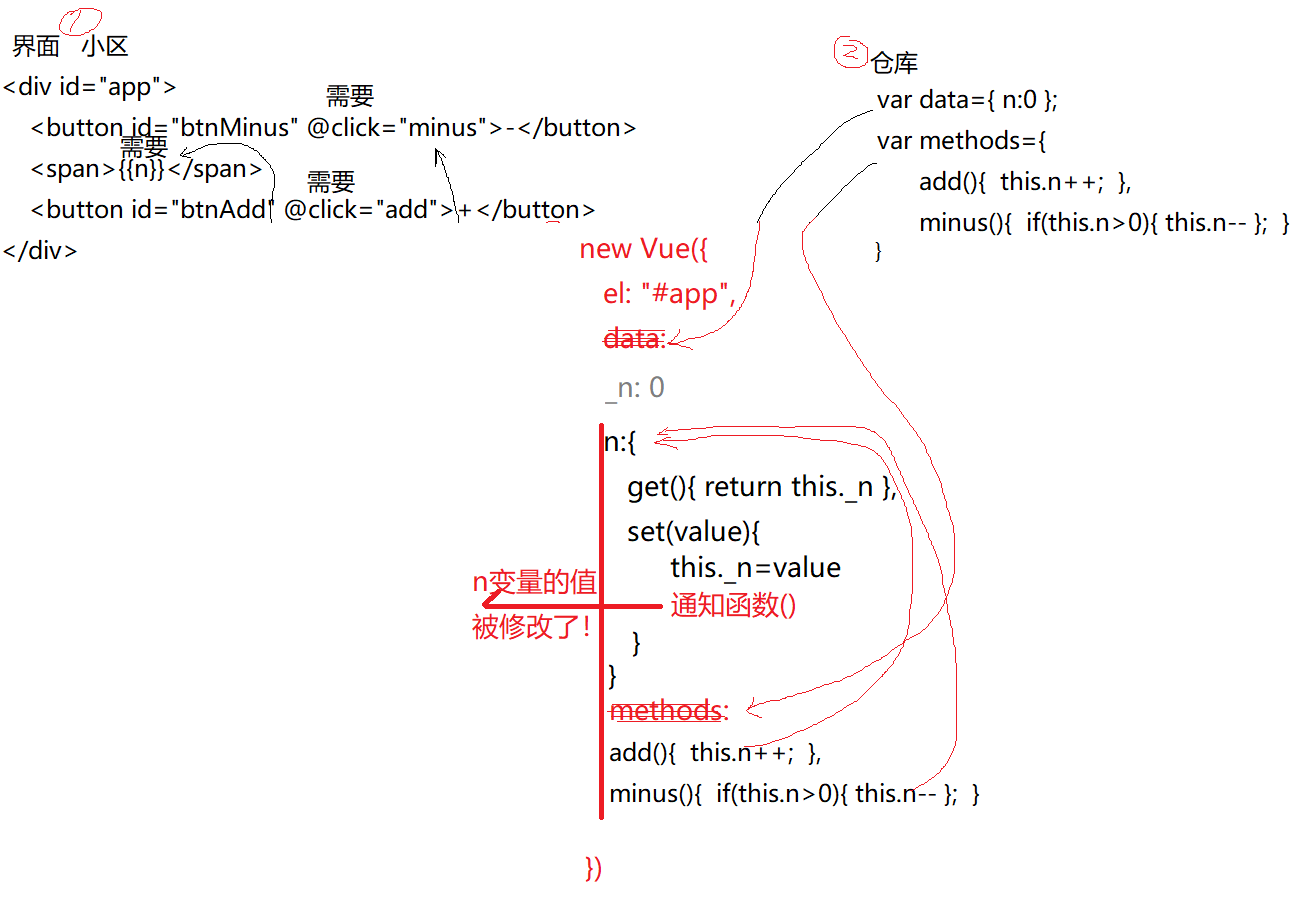 ①
界面 小区
<div id="app">
需要
<button id="btnMinus" @click="minus">-</button>
需要
<span>{{n}}</span>
需要
<button id="btnAdd" @click="add">+</button>
</div>
②
仓库
var data={ n:0 };
var methods={
add(){ this.n++; },
minus(){ if(this.n>0){ this.n-- }; }
}
new Vue({
el: "#app",
data:
_n: 0
n:{
get(){ return this._n },
set(value){
this._n=value
n变量的值
通知函数()
被修改了!
}
}
methods:
add(){ this.n++; },
minus(){ if(this.n>0){ this.n-- }; }
})